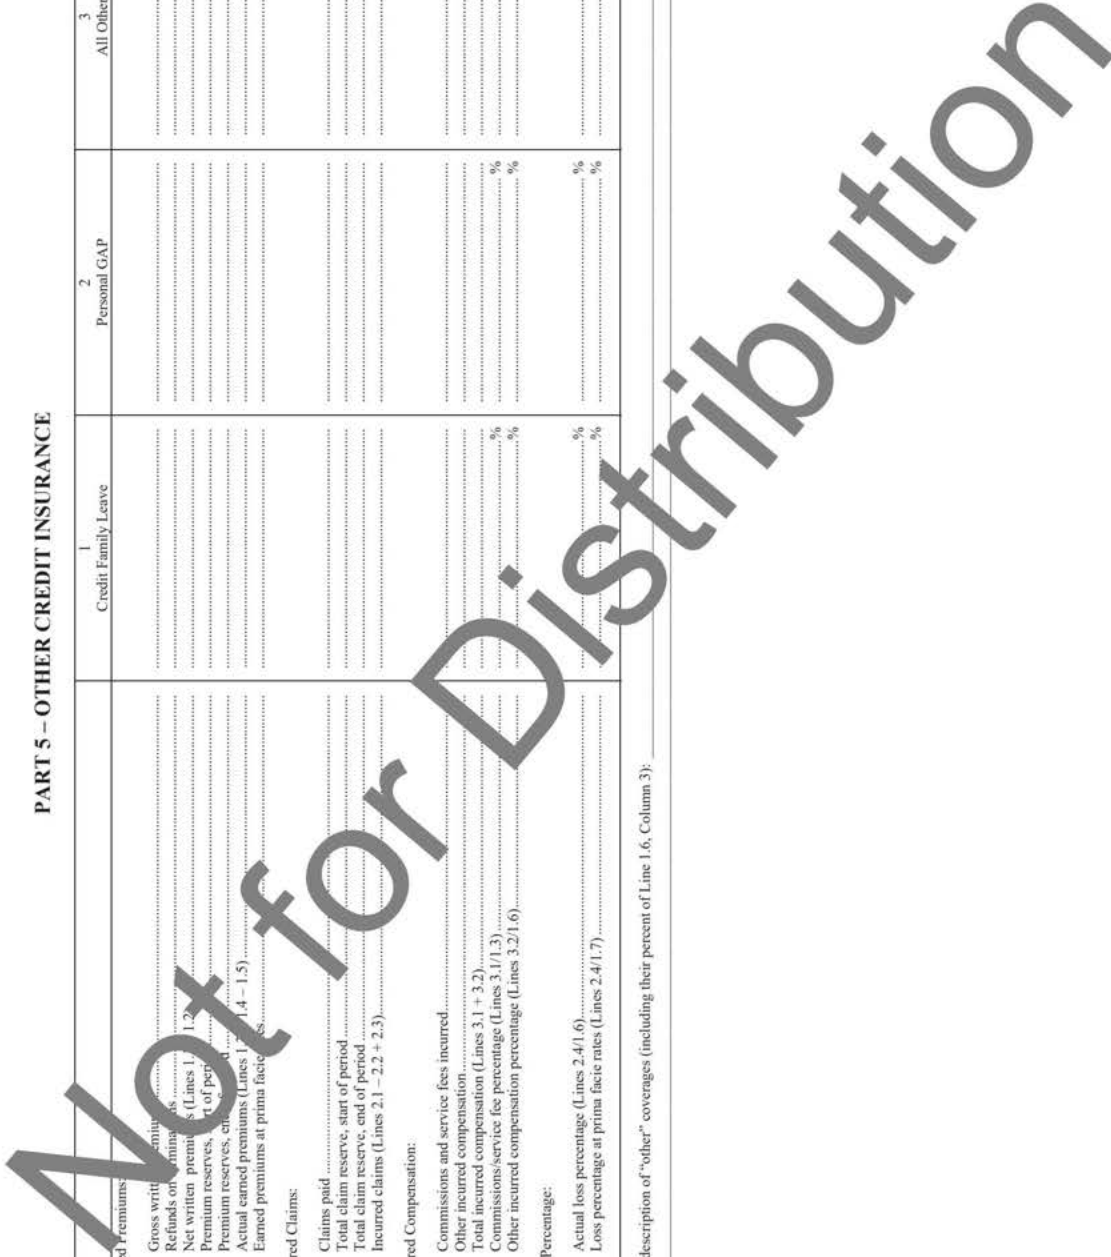 PART 5 – OTHER CREDIT INSURANCE
1
Credit Family Leave
2
Personal GAP
3
All Other
Premiums:
Gross
Refunds on
Net written (Lines 1.2
Premium reserves, of
Premium reserves,
Actual earned premiums (Lines 1.4 – 1.5)
Earned premiums at prima facie
Claims:
Claims paid
Total claim reserve, start of period
Total claim reserve, end of period
Incurred claims (Lines 2.1 – 2.2 + 2.3)
Compensation:
Commissions and service fees incurred
Other incurred compensation
Total incurred compensation (Lines 3.1 + 3.2)
Commissions/service fee percentage (Lines 3.1/1.3) % %
Other incurred compensation percentage (Lines 3.2/1.6) % %
Percentage:
Actual loss percentage (Lines 2.4/1.6) % %
Loss percentage at prima facie rates (Lines 2.4/1.7) % %
description of "other" coverages (including their percent of Line 1.6, Column 3):
Not for Distribution